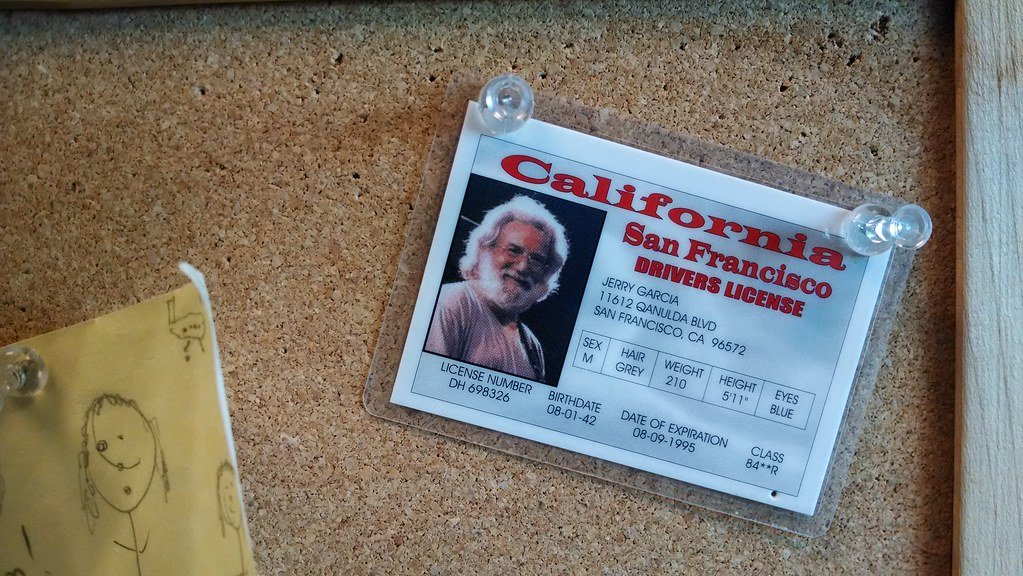 California
San Francisco
DRIVERS LICENSE
JERRY GARCIA
11612 QANULDA BLVD
SAN FRANCISCO, CA 96572
SEX HAIR WEIGHT HEIGHT EYES
M GREY 210 5'11" BLUE
LICENSE NUMBER BIRTHDATE DATE OF EXPIRATION CLASS
DH 698326 08-01-42 08-09-1995 84**R